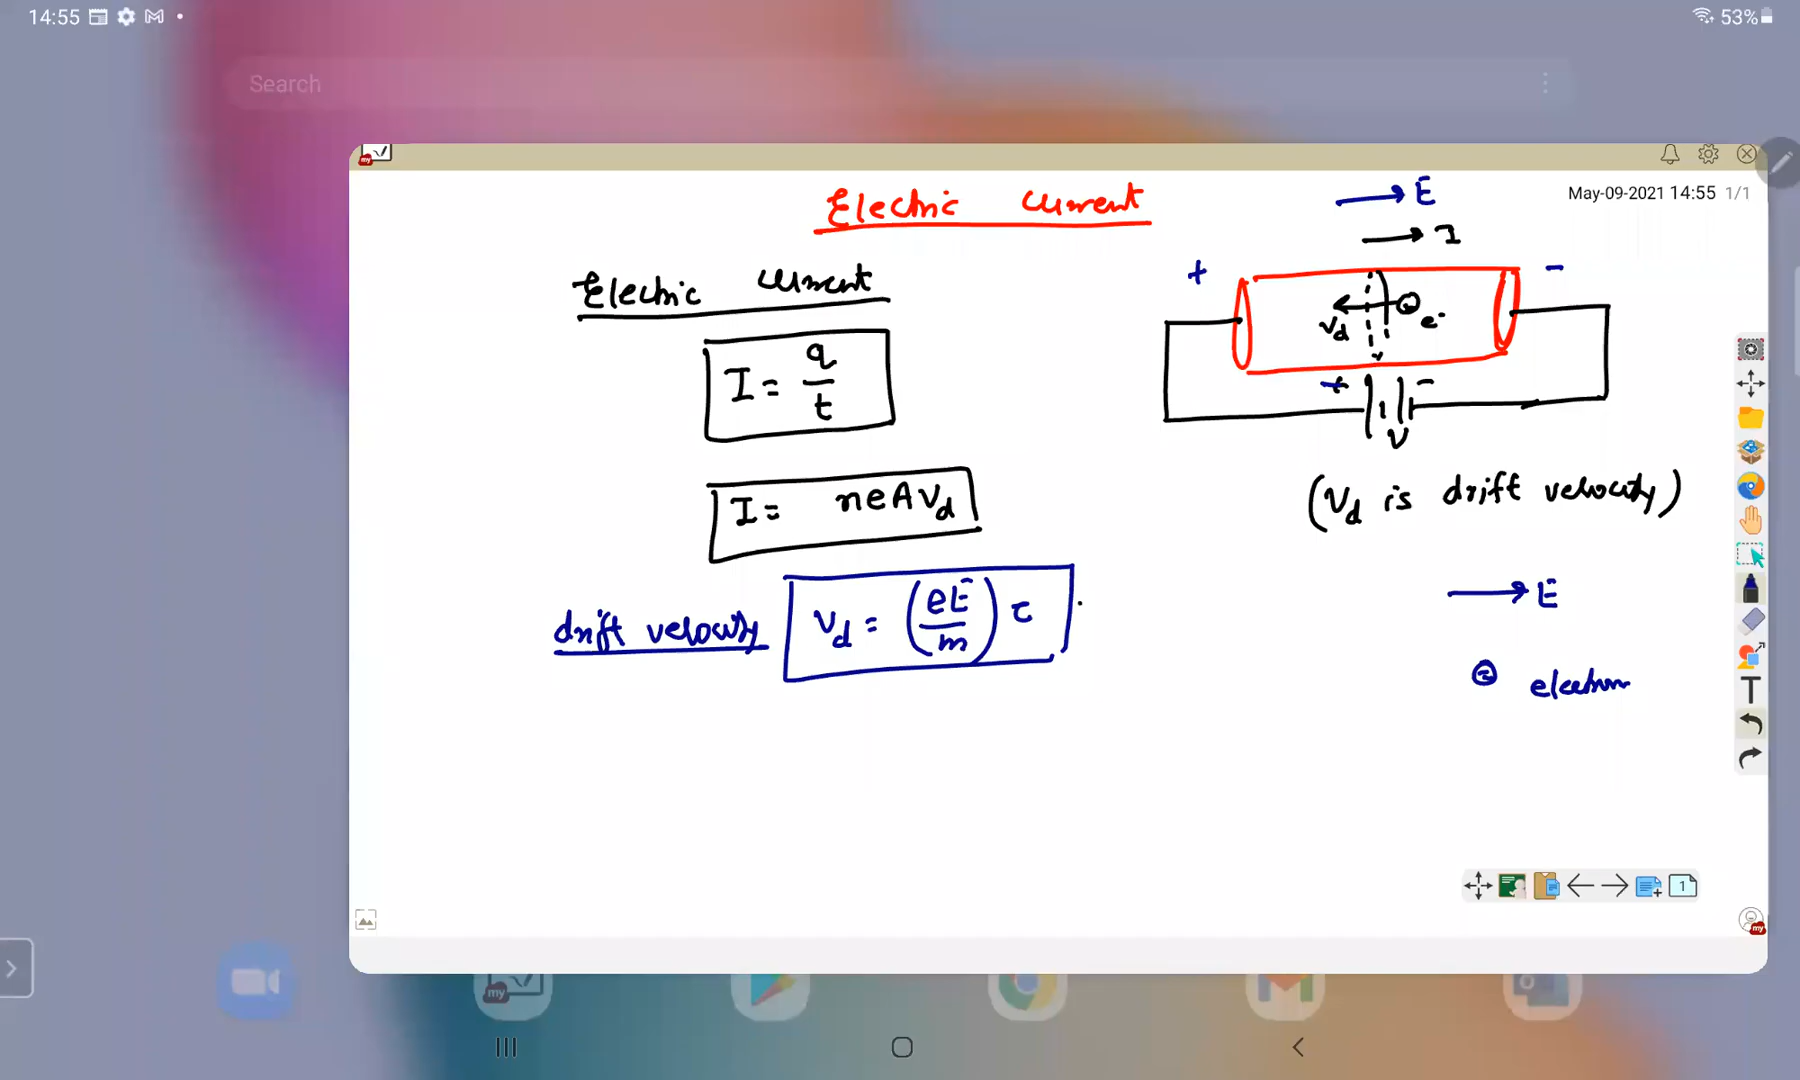 14:55
53%
Search
May-09-2021 14:55 1/1
Electric Current
→ E
→ I
Electric Current
+ -
I = q/t
Vd e-
+ -
V
I = neAVd
(Vd is drift velocity)
drift velocity Vd = (eE/m) τ
→ E
electron
T
1